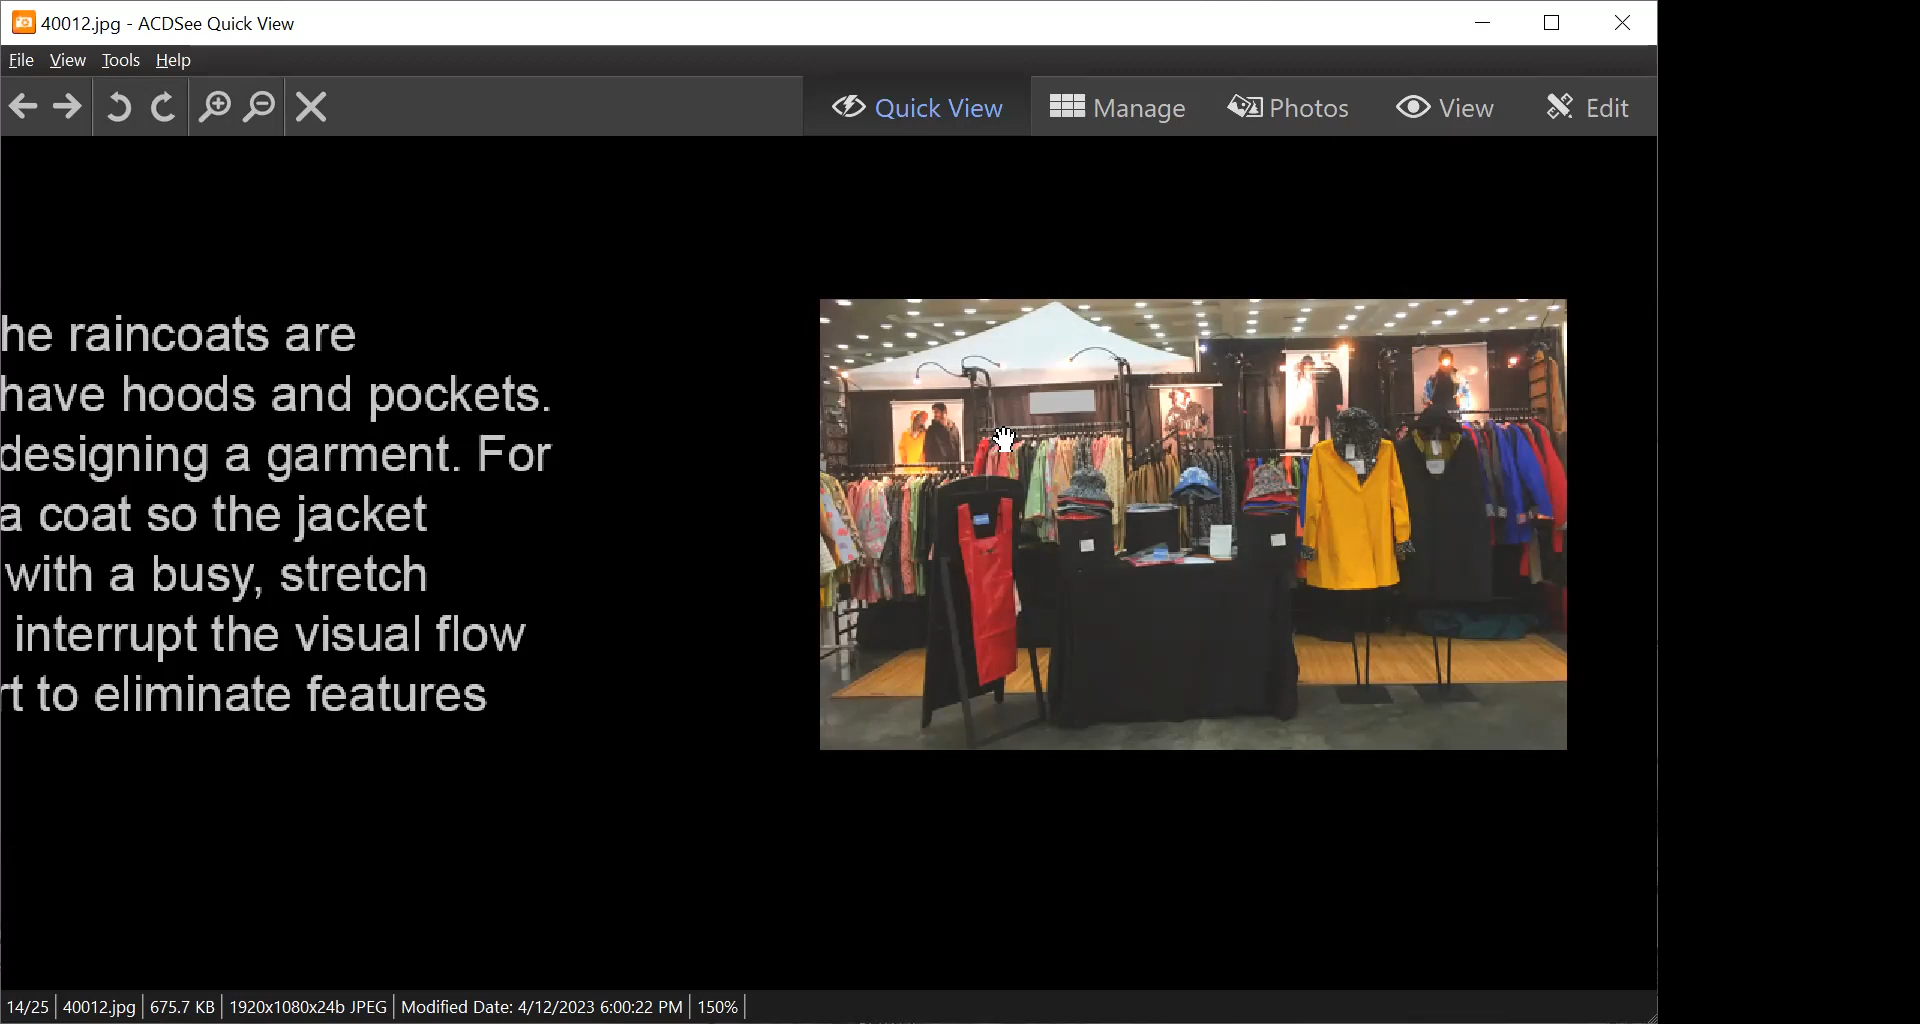 40012.jpg - ACDSee Quick View
File View Tools Help
Quick View Manage Photos View Edit
he raincoats are
have hoods and pockets.
designing a garment. For
a coat so the jacket
with a busy, stretch
interrupt the visual flow
rt to eliminate features
14/25 40012.jpg 675.7 KB 1920x1080x24b JPEG Modified Date: 4/12/2023 6:00:22 PM 150%